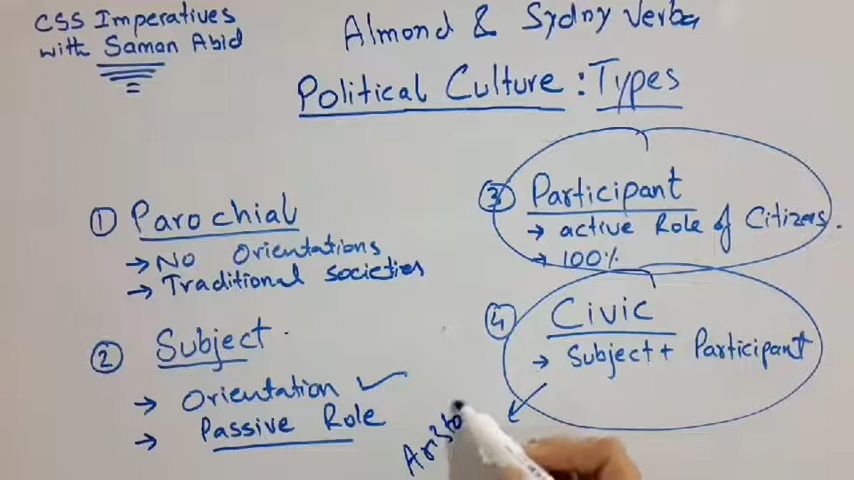 CSS Imperatives
with Saman Abid
Almond & Sydny Verba
Political Culture : Types
① Parochial
→ No Orientations
→ Traditional societies
② Subject
→ Orientation ✓
→ Passive Role
③ Participant
→ active Role of Citizens.
→ 100%
④ Civic
→ Subject + Participant
Aristo